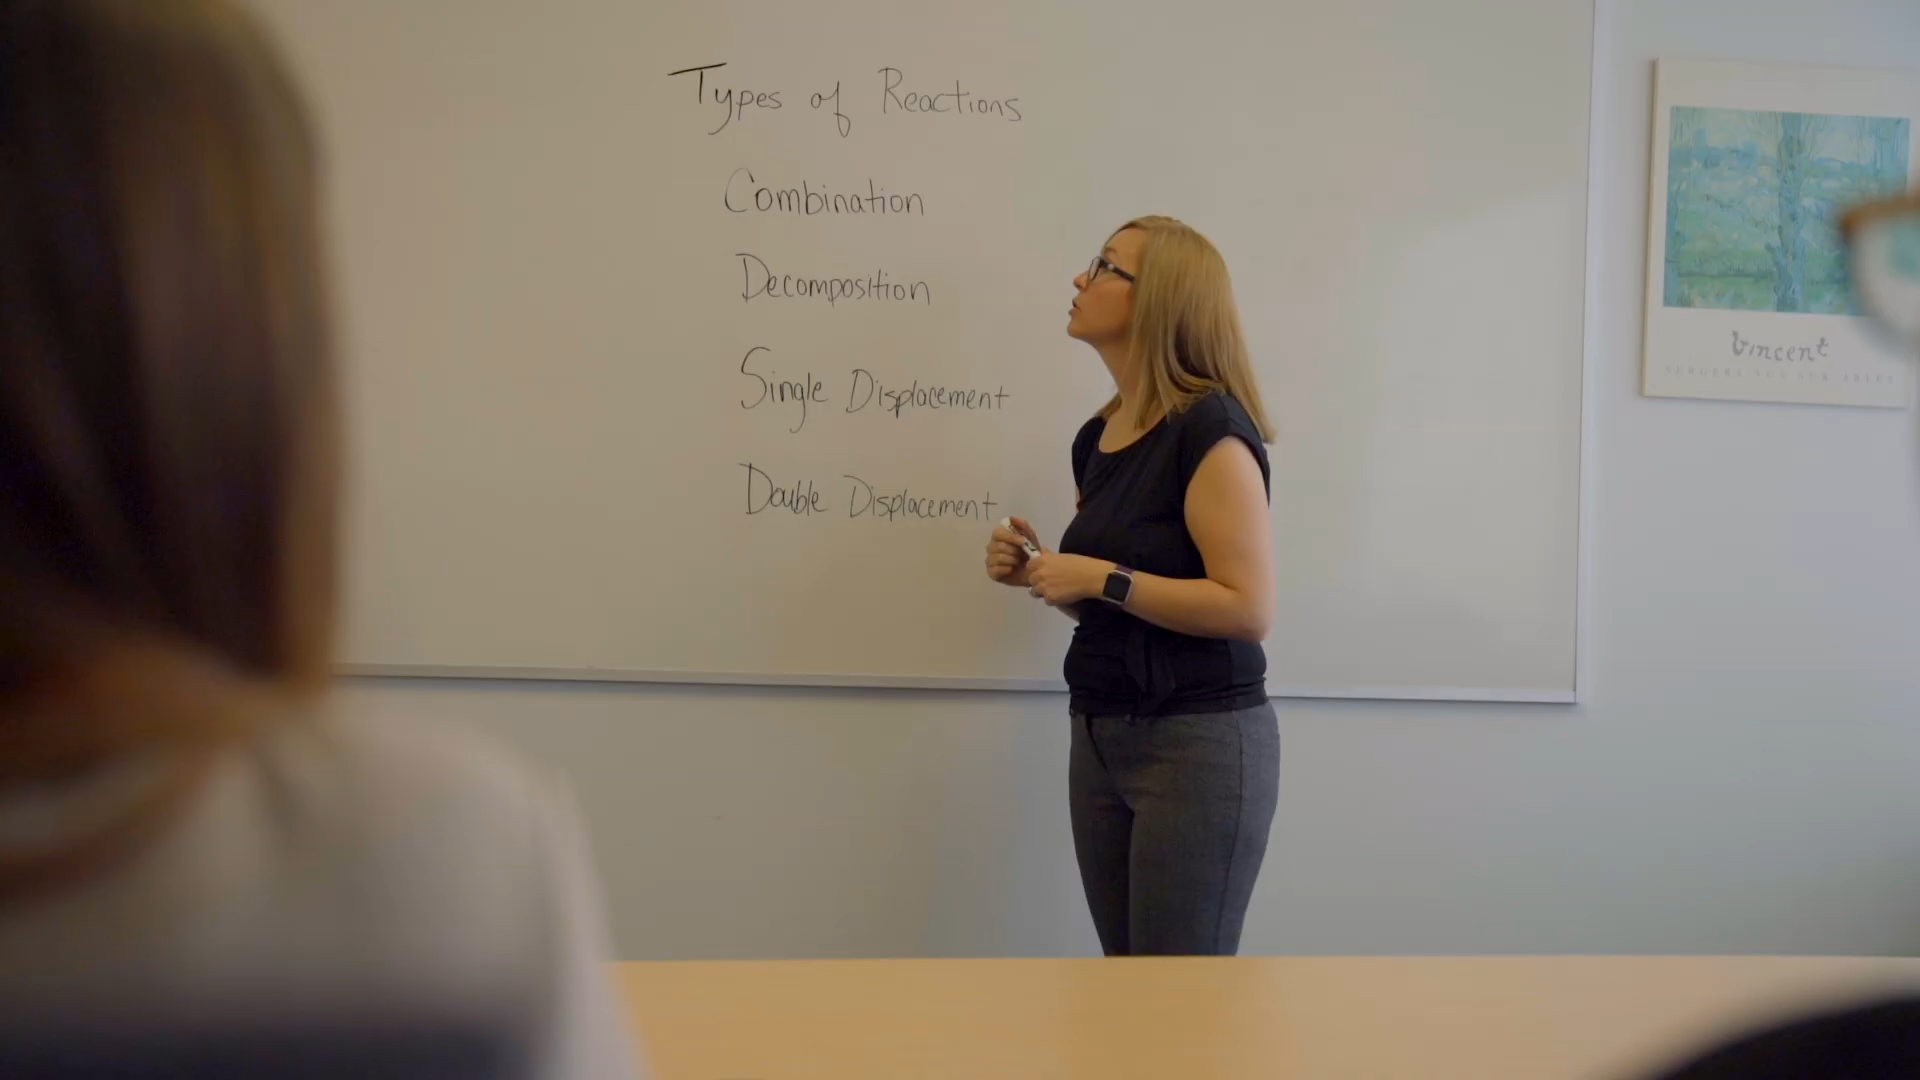 Types of Reactions
Combination
Decomposition
Single Displacement
Double Displacement
Vincent